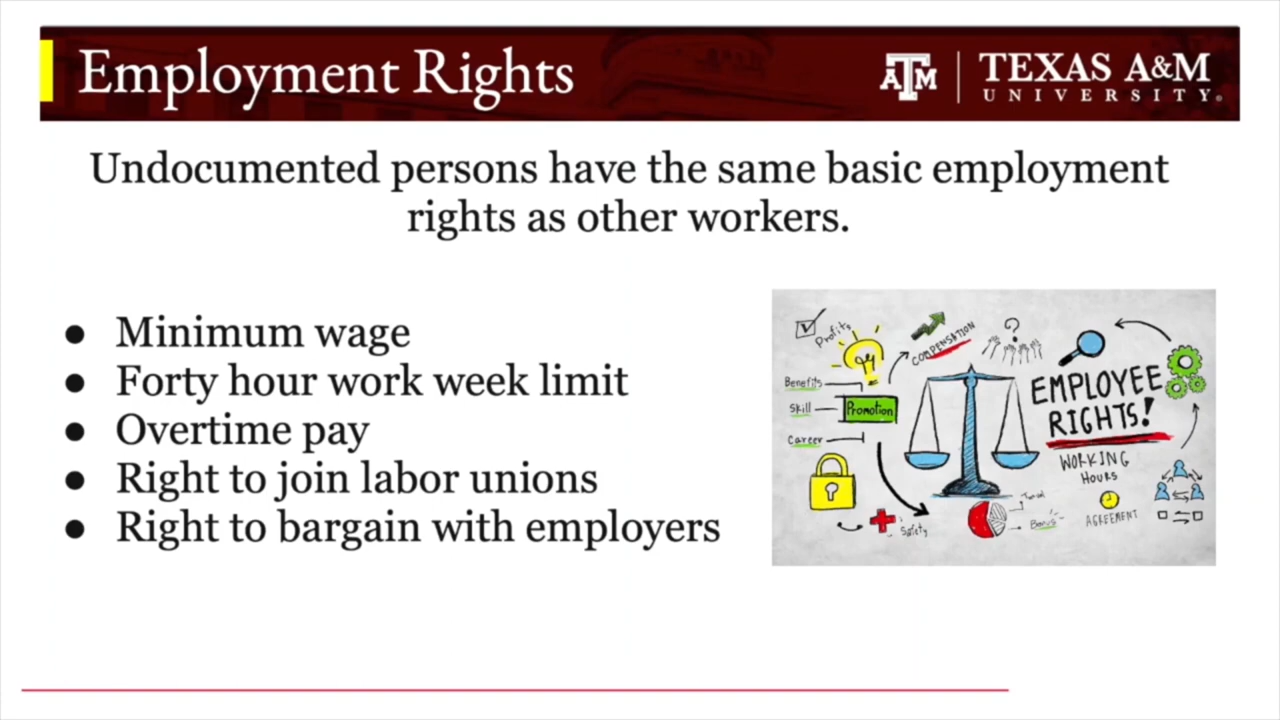 Employment Rights
ATM
TEXAS A&M
UNIVERSITY®
Undocumented persons have the same basic employment
rights as other workers.
● Minimum wage
● Forty hour work week limit
● Overtime pay
● Right to join labor unions
● Right to bargain with employers
Profits
COMPENSATION
?
Benefits
Skill
Promotion
Career
EMPLOYEE
RIGHTS!
WORKING
HOURS
AGREEMENT
Safety
Bonus